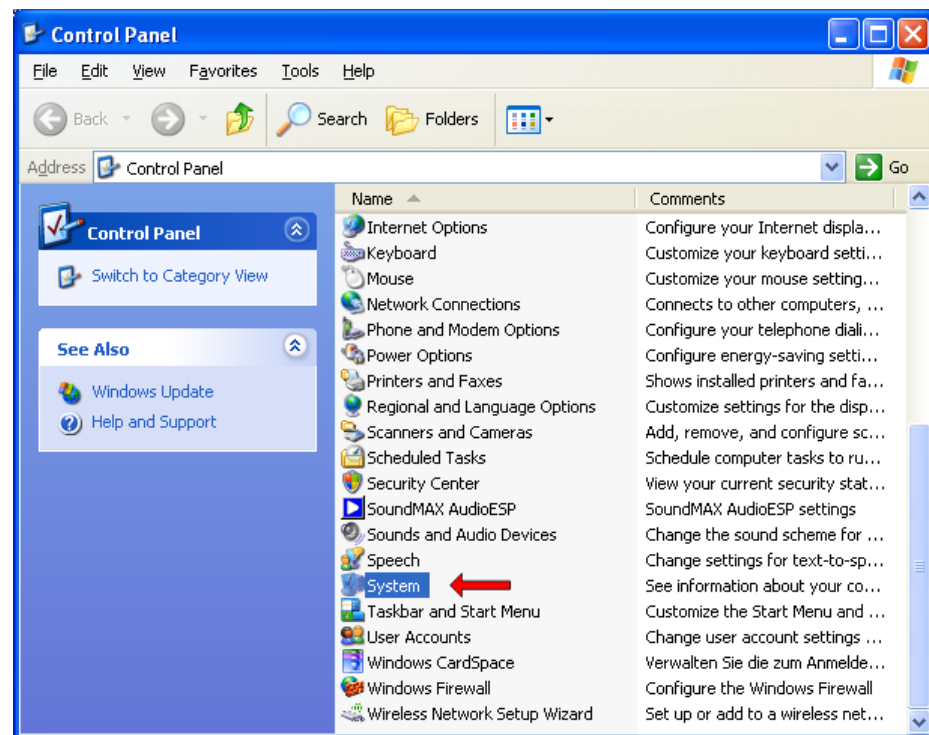 Control Panel
File Edit View Favorites Tools Help
Back Search Folders
Address Control Panel Go
Control Panel
Switch to Category View
See Also
Windows Update
Help and Support
Name Comments
Internet Options Configure your Internet displa...
Keyboard Customize your keyboard setti...
Mouse Customize your mouse setting...
Network Connections Connects to other computers, ...
Phone and Modem Options Configure your telephone diali...
Power Options Configure energy-saving setti...
Printers and Faxes Shows installed printers and fa...
Regional and Language Options Customize settings for the disp...
Scanners and Cameras Add, remove, and configure sc...
Scheduled Tasks Schedule computer tasks to ru...
Security Center View your current security stat...
SoundMAX AudioESP SoundMAX AudioESP settings
Sounds and Audio Devices Change the sound scheme for ...
Speech Change settings for text-to-sp...
System See information about your co...
Taskbar and Start Menu Customize the Start Menu and ...
User Accounts Change user account settings ...
Windows CardSpace Verwalten Sie die zum Anmelde...
Windows Firewall Configure the Windows Firewall
Wireless Network Setup Wizard Set up or add to a wireless net...